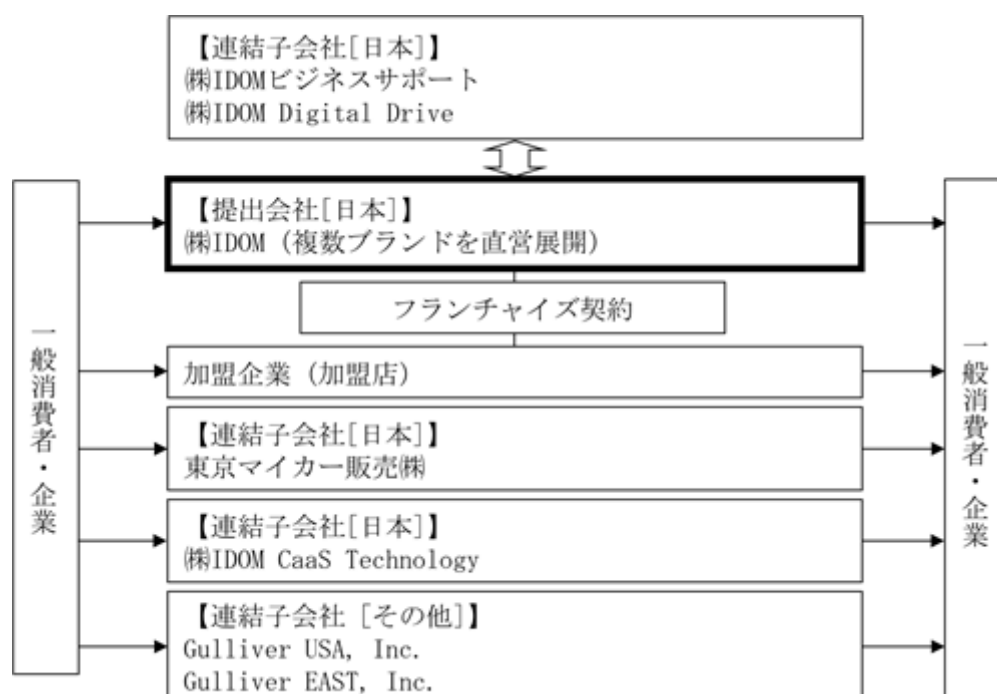 【連結子会社[日本]】
㈱IDOMビジネスサポート
㈱IDOM Digital Drive
【提出会社[日本]】
㈱IDOM（複数ブランドを直営展開）
フランチャイズ契約
加盟企業（加盟店）
【連結子会社[日本]】
東京マイカー販売㈱
【連結子会社[日本]】
㈱IDOM CaaS Technology
【連結子会社［その他］】
Gulliver USA, Inc.
Gulliver EAST, Inc.
一般消費者・企業
一般消費者・企業